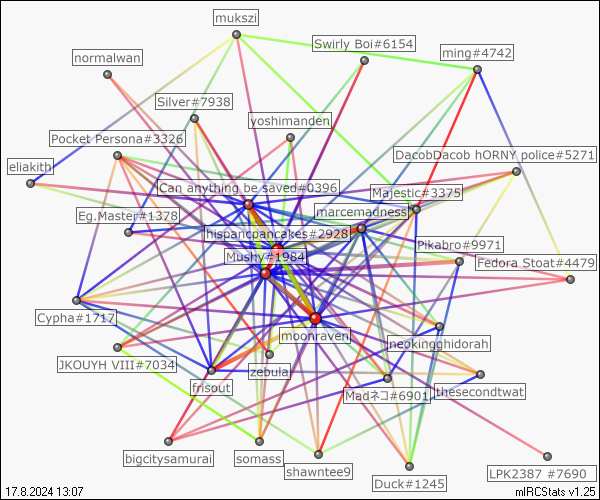 mukszi
Swirly Boi#6154
ming#4742
normalwan
Silver#7938
yoshimanden
Pocket Persona#3326
DacobDacob hORNY police#5271
eliakith
Can anything be saved#0396
Majestic#3375
marcemadness
Eg.Master#1378
hispancpancakes#2928
Pikabro#9971
Mushy#1984
Fedora Stoat#4479
Cypha#1717
moonraven
neokingghidorah
JKOUYH VIII#7034
zebula
frisout
Madネコ#6901
thesecondtwat
bigcitysamurai
somass
shawntee9
Duck#1245
LPK2387 #7690
17.8.2024 13:07
mIRCStats v1.25